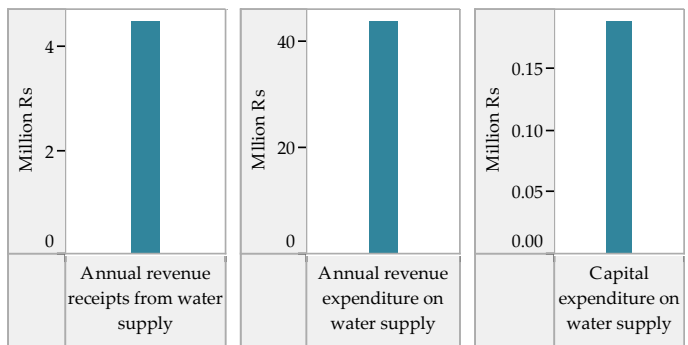 Million Rs
4
2
0
Annual revenue
receipts from water
supply
Mllion Rs
40
20
0
Annual revenue
expenditure on
water supply
Million Rs
0.15
0.10
0.05
0.00
Capital
expenditure on
water supply